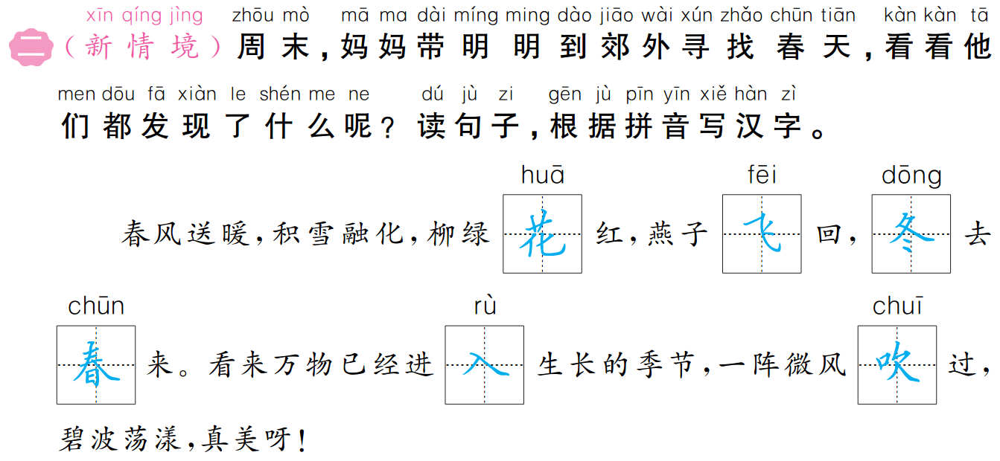 xīn qíng jìng zhōu mò mā ma dài míng ming dào jiāo wài xún zhǎo chūn tiān kàn kàn tā
二（新情境）周末，妈妈带明明到郊外寻找春天，看看他
men dōu fā xiàn le shén me ne dú jù zi gēn jù pīn yīn xiě hàn zì
们都发现了什么呢？读句子，根据拼音写汉字。
huā fēi dōng
春风送暖，积雪融化，柳绿花红，燕子飞回，冬去
chūn rù chuī
春来。看来万物已经进入生长的季节，一阵微风吹过，
碧波荡漾，真美呀！